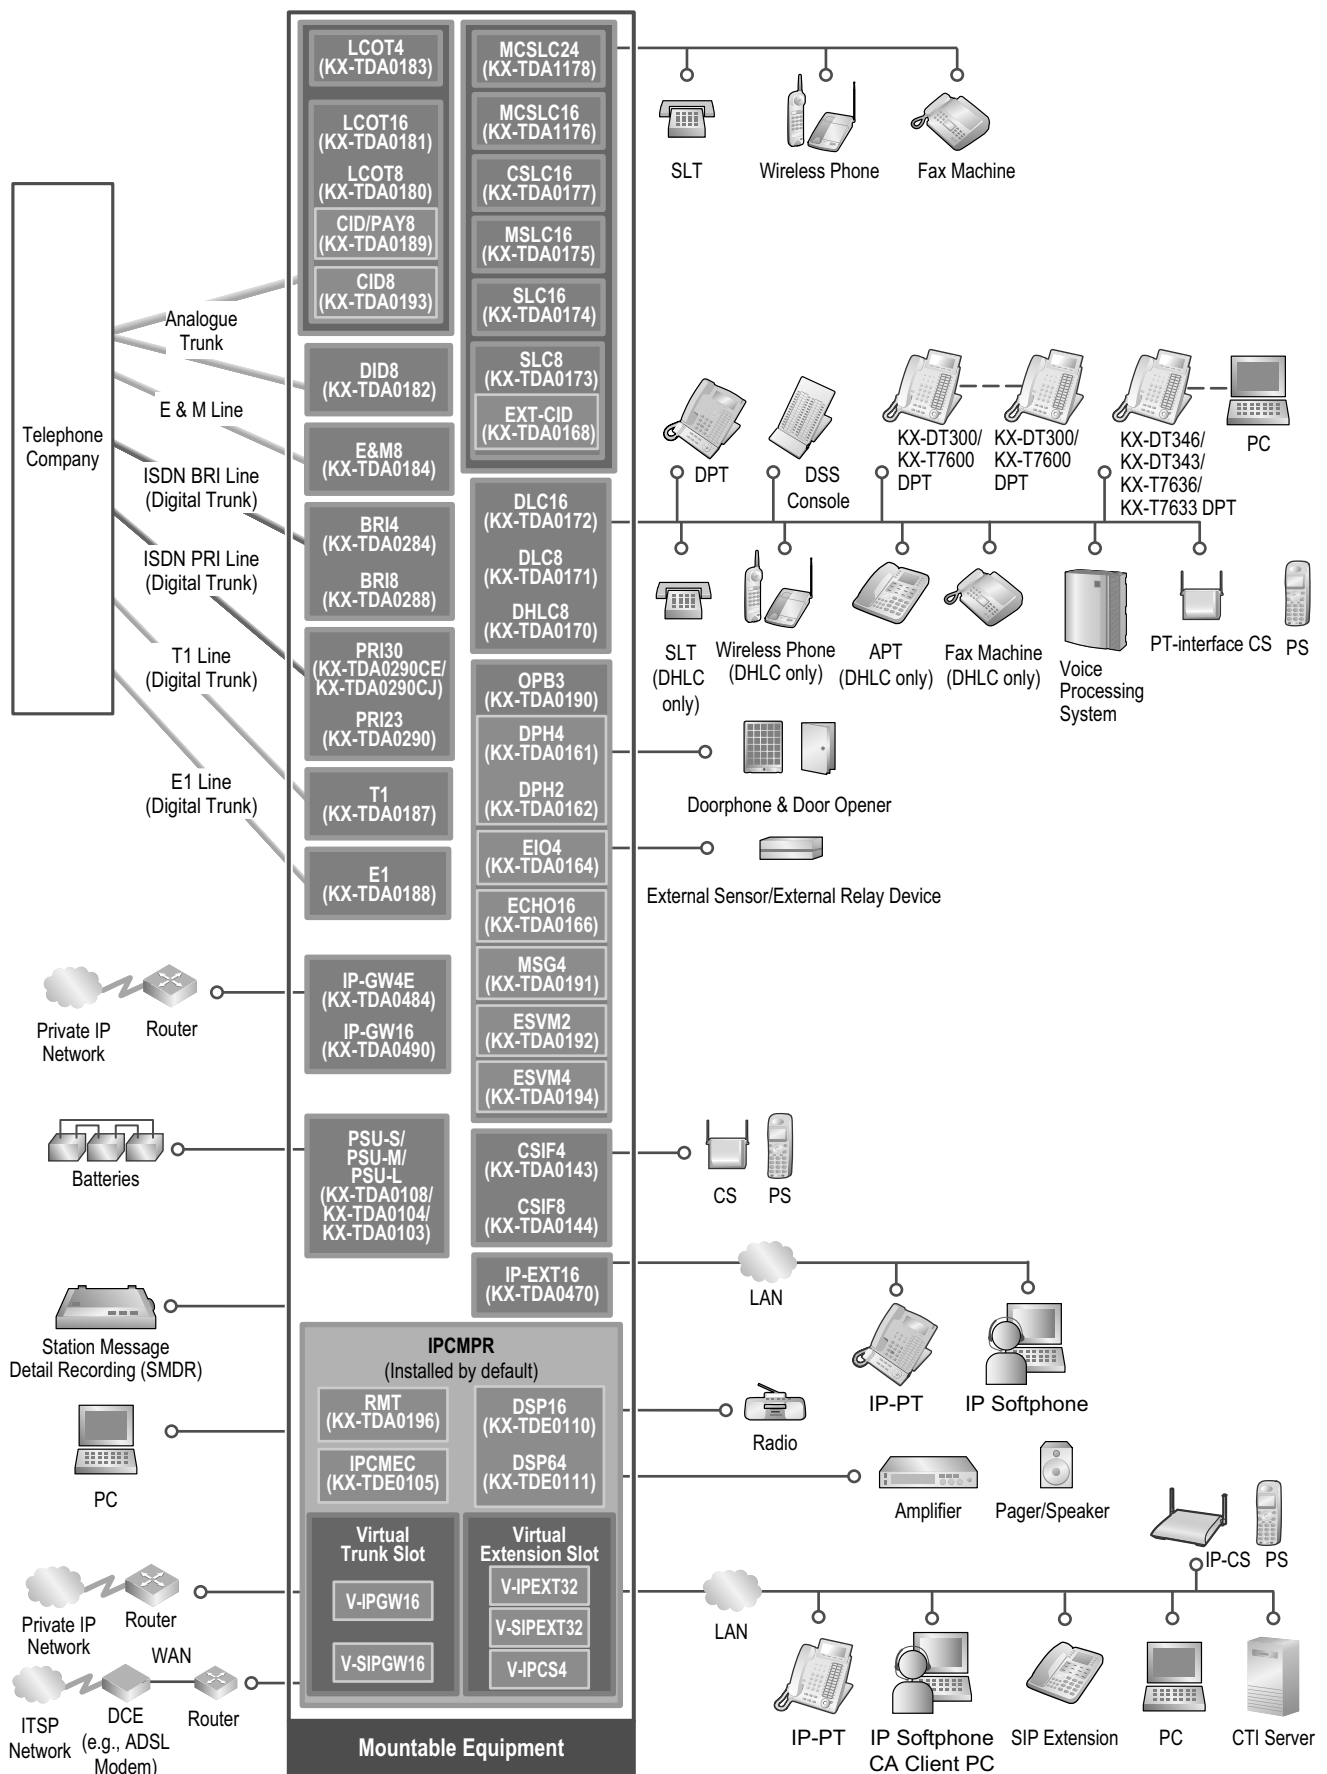 LCOT4
(KX-TDA0183)
LCOT16
(KX-TDA0181)
LCOT8
(KX-TDA0180)
CID/PAY8
(KX-TDA0189)
CID8
(KX-TDA0193)
DID8
(KX-TDA0182)
E&M8
(KX-TDA0184)
BRI4
(KX-TDA0284)
BRI8
(KX-TDA0288)
PRI30
(KX-TDA0290CE/
KX-TDA0290CJ)
PRI23
(KX-TDA0290)
T1
(KX-TDA0187)
E1
(KX-TDA0188)
IP-GW4E
(KX-TDA0484)
IP-GW16
(KX-TDA0490)
PSU-S/
PSU-M/
PSU-L
(KX-TDA0108/
KX-TDA0104/
KX-TDA0103)
MCSLC24
(KX-TDA1178)
MCSLC16
(KX-TDA1176)
CSLC16
(KX-TDA0177)
MSLC16
(KX-TDA0175)
SLC16
(KX-TDA0174)
SLC8
(KX-TDA0173)
EXT-CID
(KX-TDA0168)
DLC16
(KX-TDA0172)
DLC8
(KX-TDA0171)
DHLC8
(KX-TDA0170)
OPB3
(KX-TDA0190)
DPH4
(KX-TDA0161)
DPH2
(KX-TDA0162)
EIO4
(KX-TDA0164)
ECHO16
(KX-TDA0166)
MSG4
(KX-TDA0191)
ESVM2
(KX-TDA0192)
ESVM4
(KX-TDA0194)
CSIF4
(KX-TDA0143)
CSIF8
(KX-TDA0144)
IP-EXT16
(KX-TDA0470)
IPCMPR
(Installed by default)
RMT
(KX-TDA0196)
IPCMEC
(KX-TDE0105)
DSP16
(KX-TDE0110)
DSP64
(KX-TDE0111)
Virtual
Trunk Slot
V-IPGW16
V-SIPGW16
Virtual
Extension Slot
V-IPEXT32
V-SIPEXT32
V-IPCS4
Mountable Equipment
Telephone
Company
Analogue
Trunk
E & M Line
ISDN BRI Line
(Digital Trunk)
ISDN PRI Line
(Digital Trunk)
T1 Line
(Digital Trunk)
E1 Line
(Digital Trunk)
Private IP
Network
Router
Batteries
Station Message
Detail Recording (SMDR)
PC
Private IP
Network
Router
WAN
ITSP
Network
DCE
(e.g., ADSL
Modem)
Router
SLT
Wireless Phone
Fax Machine
DPT
DSS
Console
KX-DT300/
KX-T7600
DPT
KX-DT300/
KX-T7600
DPT
KX-DT346/
KX-DT343/
KX-T7636/
KX-T7633 DPT
PC
SLT
(DHLC
only)
Wireless Phone
(DHLC only)
APT
(DHLC only)
Fax Machine
(DHLC only)
Voice
Processing
System
PT-interface CS
PS
Doorphone & Door Opener
External Sensor/External Relay Device
CS
PS
LAN
IP-PT
IP Softphone
Radio
Amplifier
Pager/Speaker
IP-CS
PS
LAN
IP-PT
IP Softphone
CA Client PC
SIP Extension
PC
CTI Server